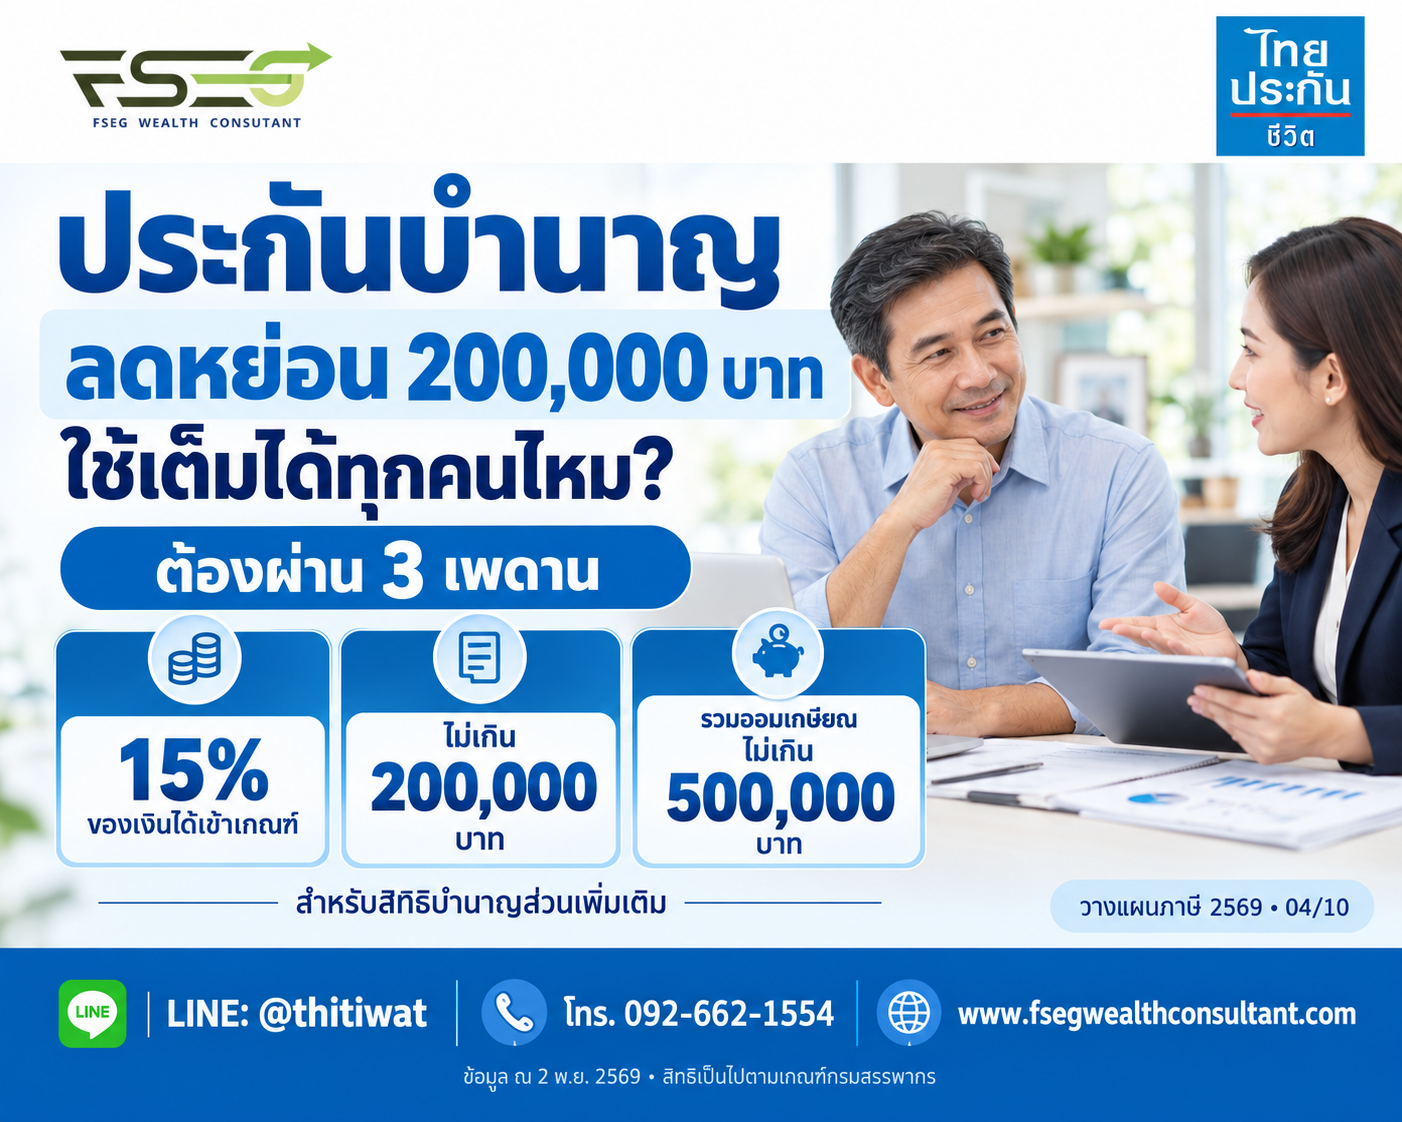 FSEG
FSEG WEALTH CONSUTANT
ไทย
ประกัน
ชีวิต
ประกันบำนาญ
ลดหย่อน 200,000 บาท
ใช้เต็มได้ทุกคนไหม?
ต้องผ่าน 3 เพดาน
15%
ของเงินได้เข้าเกณฑ์
ไม่เกิน
200,000
บาท
รวมออมเกษียณ
ไม่เกิน
500,000
บาท
สำหรับสิทธิบำนาญส่วนเพิ่มเติม
วางแผนภาษี 2569 • 04/10
LINE
LINE: @thitiwat
โทร. 092-662-1554
www.fsegwealthconsultant.com
ข้อมูล ณ 2 พ.ย. 2569 • สิทธิเป็นไปตามเกณฑ์กรมสรรพากร